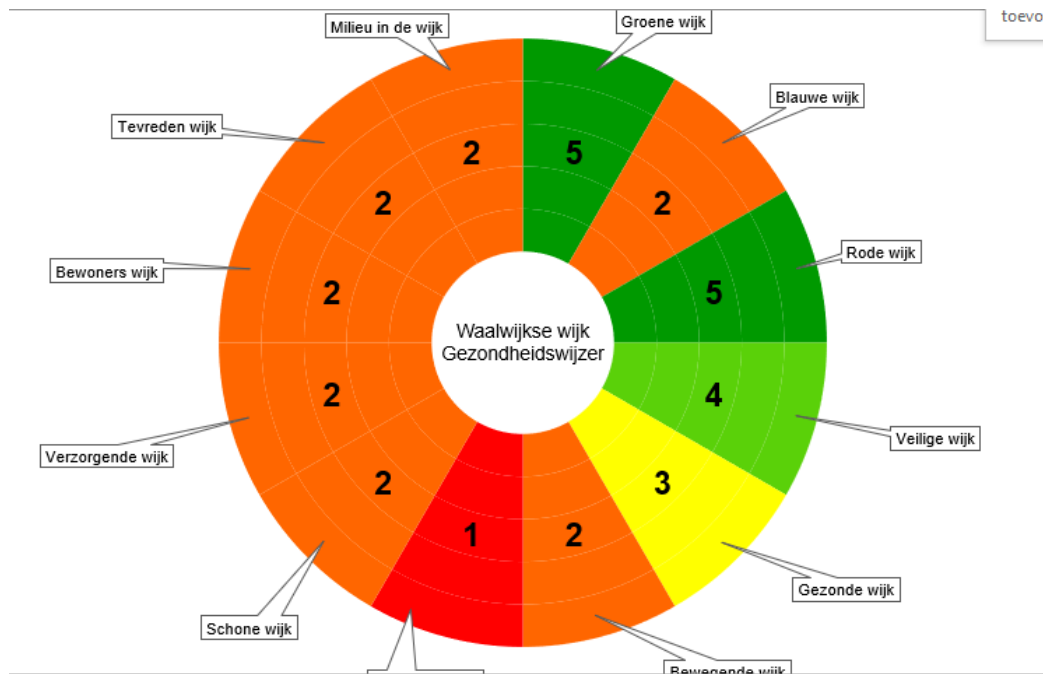 toevo
Milieu in de wijk
Groene wijk
Blauwe wijk
Tevreden wijk
2
5
2
2
Rode wijk
Bewoners wijk
2
5
Waalwijkse wijk
Gezondheidswijzer
2
4
Veilige wijk
Verzorgende wijk
2
3
1
2
Gezonde wijk
Schone wijk
Bewegende wijk